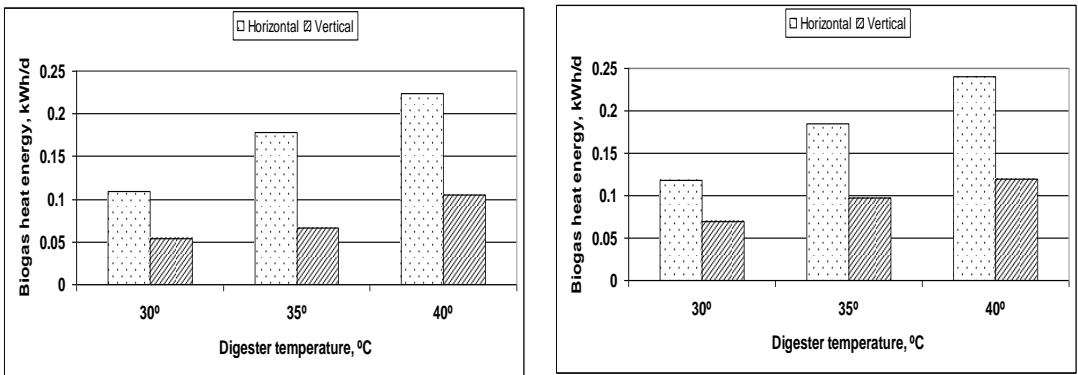 Horizontal Vertical
Biogas heat energy, kWh/d
0.25
0.2
0.15
0.1
0.05
0
30º 35º 40º
Digester temperature, ºC
Horizontal Vertical
Biogas heat energy, kWh/d
0.25
0.2
0.15
0.1
0.05
0
30º 35º 40º
Digester temperature, ºC